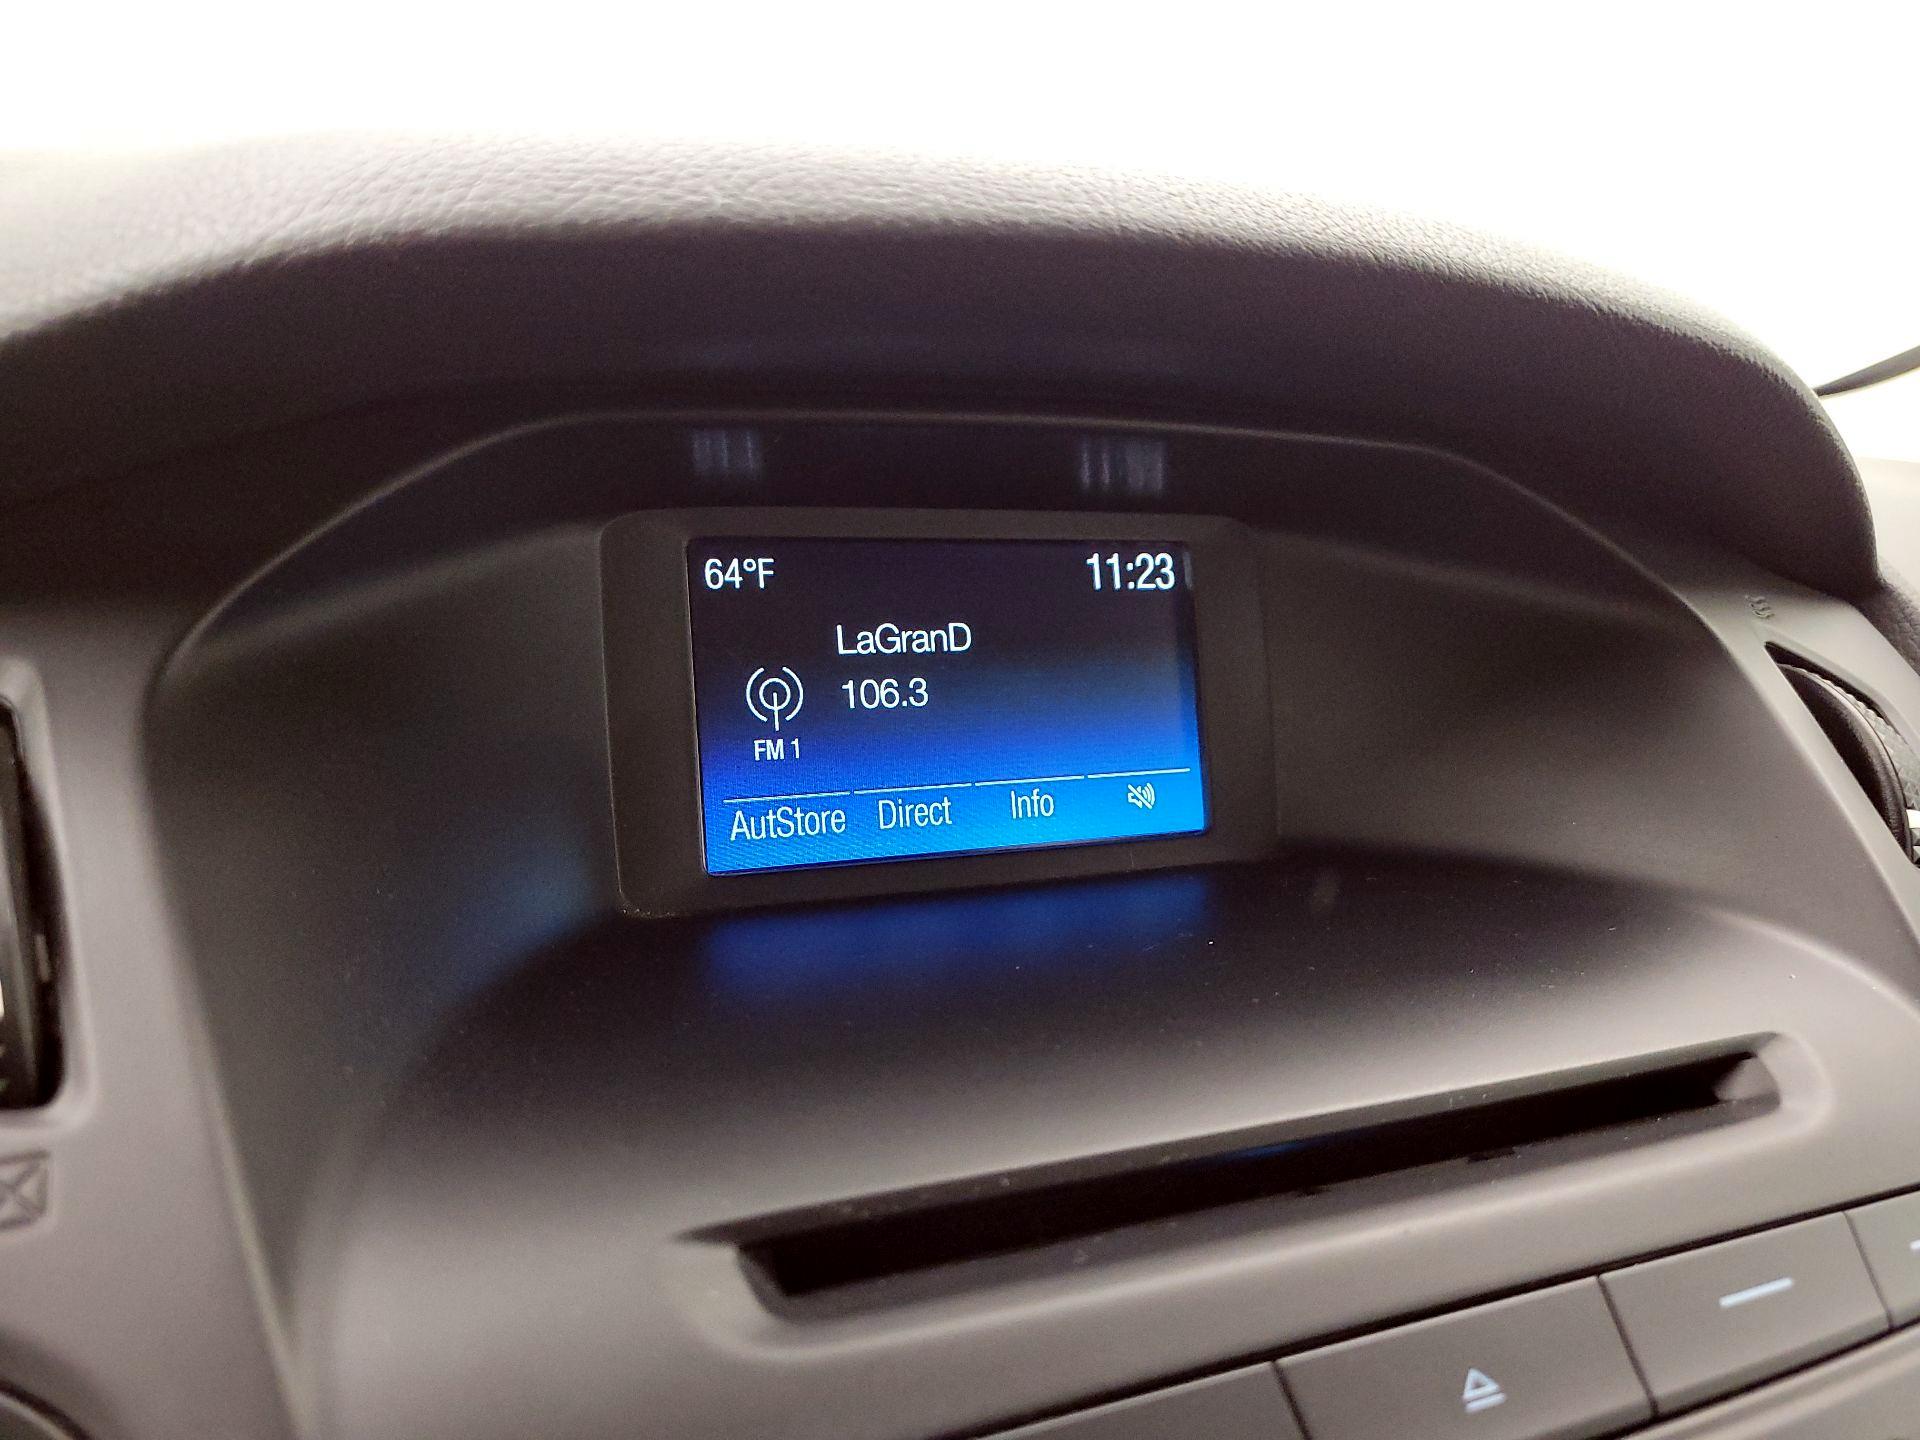 64°F 11:23
LaGranD
106.3
FM 1
AutStore Direct Info